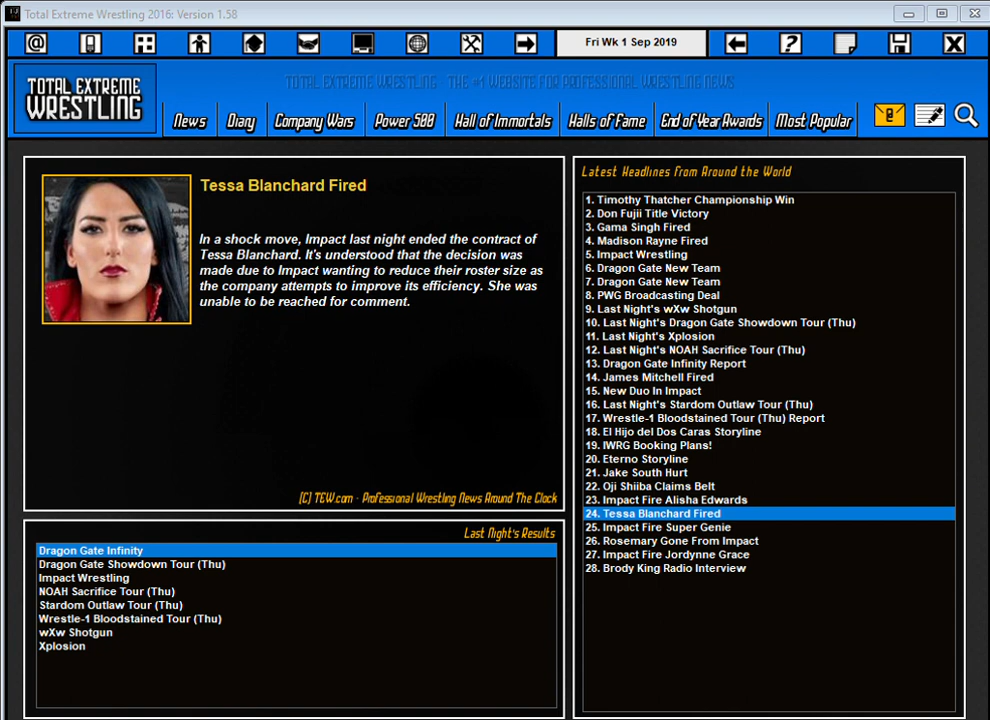 Total Extreme Wrestling 2016: Version 1.58
Fri Wk 1 Sep 2019
TOTAL EXTREME WRESTLING
TOTAL EXTREME WRESTLING THE #1 WEBSITE FOR PROFESSIONAL WRESTLING NEWS
News
Diary
Company Wars
Power 500
Hall of Immortals
Halls of Fame
End of Year Awards
Most Popular
Tessa Blanchard Fired
In a shock move, Impact last night ended the contract of
Tessa Blanchard. It's understood that the decision was
made due to Impact wanting to reduce their roster size as
the company attempts to improve its efficiency. She was
unable to be reached for comment.
(C) TEW.com - Professional Wrestling News Around The Clock
Last Night's Results
Dragon Gate Infinity
Dragon Gate Showdown Tour (Thu)
Impact Wrestling
NOAH Sacrifice Tour (Thu)
Stardom Outlaw Tour (Thu)
Wrestle-1 Bloodstained Tour (Thu)
wXw Shotgun
Xplosion
Latest Headlines From Around the World
1. Timothy Thatcher Championship Win
2. Don Fujii Title Victory
3. Gama Singh Fired
4. Madison Rayne Fired
5. Impact Wrestling
6. Dragon Gate New Team
7. Dragon Gate New Team
8. PWG Broadcasting Deal
9. Last Night's wXw Shotgun
10. Last Night's Dragon Gate Showdown Tour (Thu)
11. Last Night's Xplosion
12. Last Night's NOAH Sacrifice Tour (Thu)
13. Dragon Gate Infinity Report
14. James Mitchell Fired
15. New Duo In Impact
16. Last Night's Stardom Outlaw Tour (Thu)
17. Wrestle-1 Bloodstained Tour (Thu) Report
18. El Hijo del Dos Caras Storyline
19. IWRG Booking Plans!
20. Eterno Storyline
21. Jake South Hurt
22. Oji Shiiba Claims Belt
23. Impact Fire Alisha Edwards
24. Tessa Blanchard Fired
25. Impact Fire Super Genie
26. Rosemary Gone From Impact
27. Impact Fire Jordynne Grace
28. Brody King Radio Interview